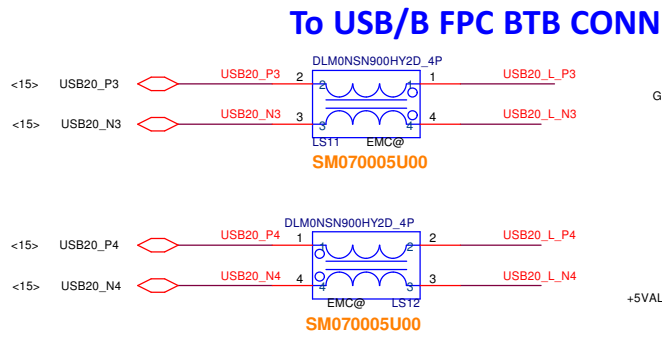 To USB/B FPC BTB CONN
DLM0NSN900HY2D_4P
<15> USB20_P3 USB20_P3 2 2 1 1 USB20_L_P3
G
<15> USB20_N3 USB20_N3 3 3 4 4 USB20_L_N3
LS11 EMC@
SM070005U00
DLM0NSN900HY2D_4P
<15> USB20_P4 USB20_P4 1 1 2 2 USB20_L_P4
<15> USB20_N4 USB20_N4 4 4 3 3 USB20_L_N4
EMC@ LS12
+5VAL
SM070005U00